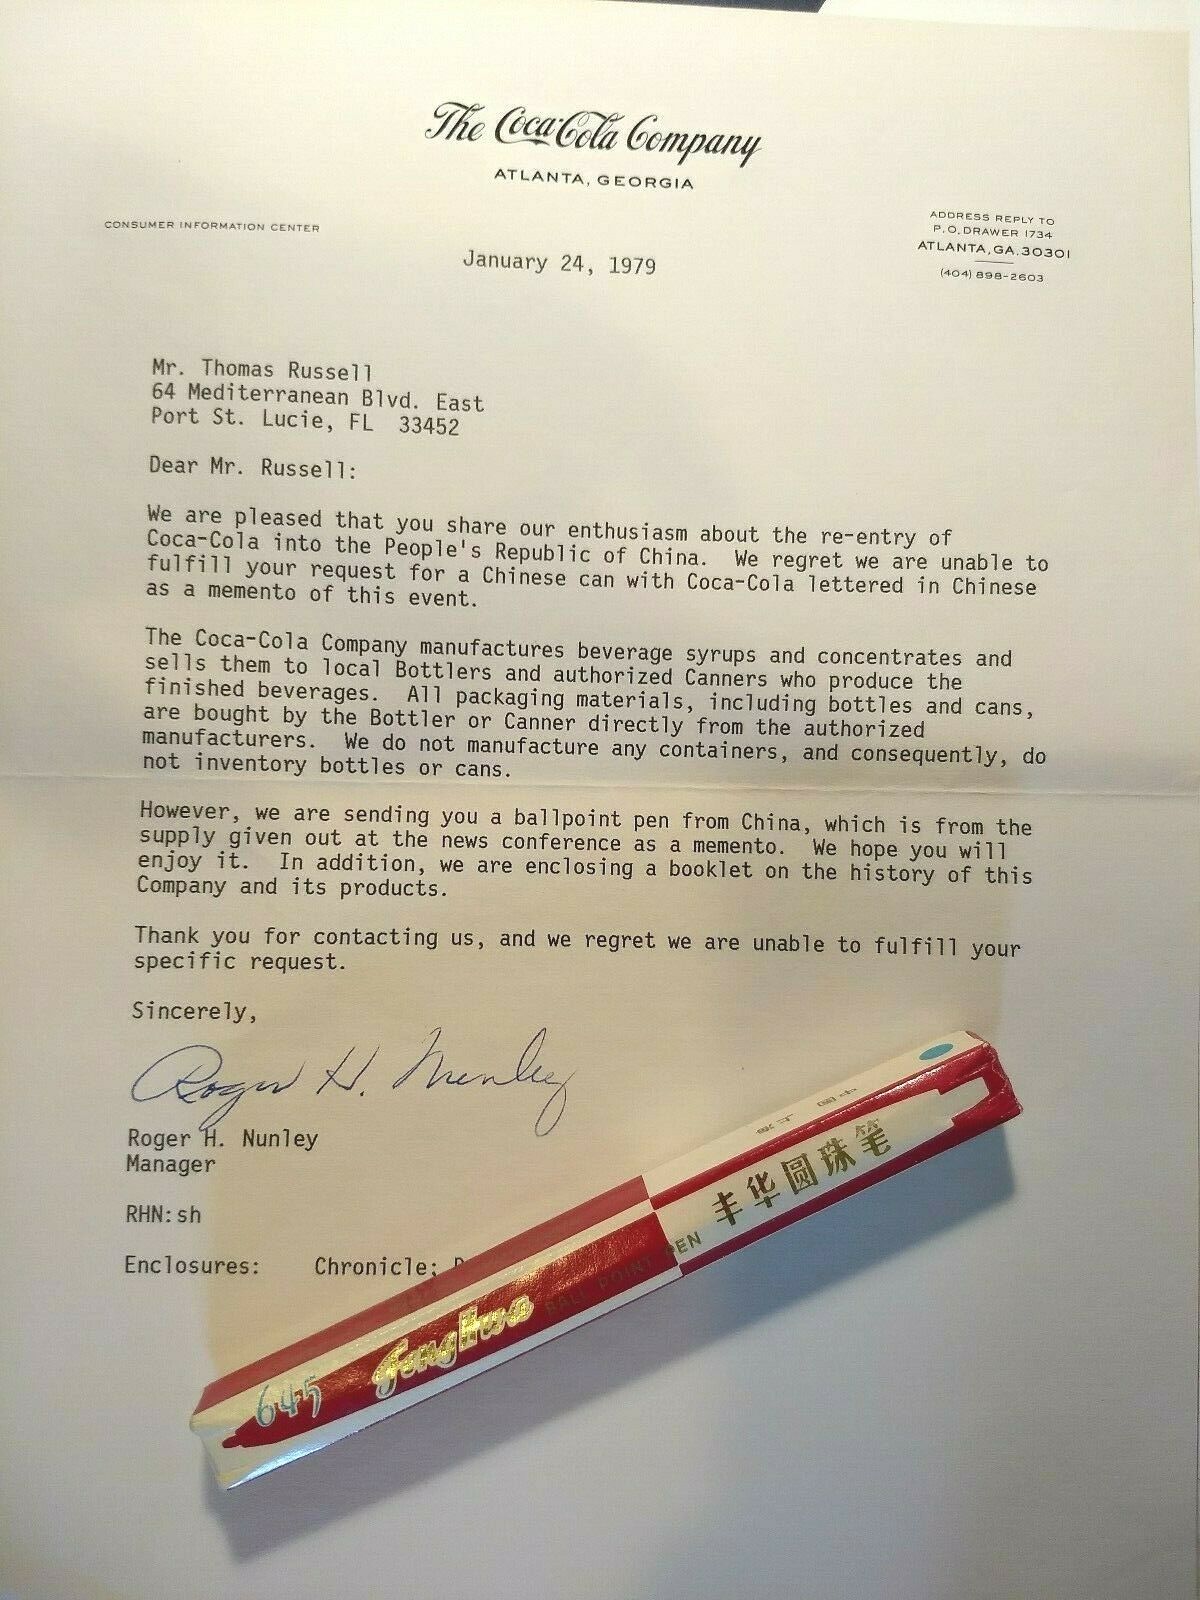 The Coca-Cola Company
ATLANTA, GEORGIA
CONSUMER INFORMATION CENTER
ADDRESS REPLY TO
P.O. DRAWER 1734
ATLANTA, GA. 30301
(404) 898-2603
January 24, 1979
Mr. Thomas Russell
64 Mediterranean Blvd. East
Port St. Lucie, FL 33452
Dear Mr. Russell:
We are pleased that you share our enthusiasm about the re-entry of
Coca-Cola into the People's Republic of China. We regret we are unable to
fulfill your request for a Chinese can with Coca-Cola lettered in Chinese
as a memento of this event.
The Coca-Cola Company manufactures beverage syrups and concentrates and
sells them to local Bottlers and authorized Canners who produce the
finished beverages. All packaging materials, including bottles and cans,
are bought by the Bottler or Canner directly from the authorized
manufacturers. We do not manufacture any containers, and consequently, do
not inventory bottles or cans.
However, we are sending you a ballpoint pen from China, which is from the
supply given out at the news conference as a memento. We hope you will
enjoy it. In addition, we are enclosing a booklet on the history of this
Company and its products.
Thank you for contacting us, and we regret we are unable to fulfill your
specific request.
Sincerely,
Roger H. Nunley
Roger H. Nunley
Manager
RHN:sh
Enclosures: Chronicle;
丰华圆珠笔
645 Fenghwa BALL POINT PEN